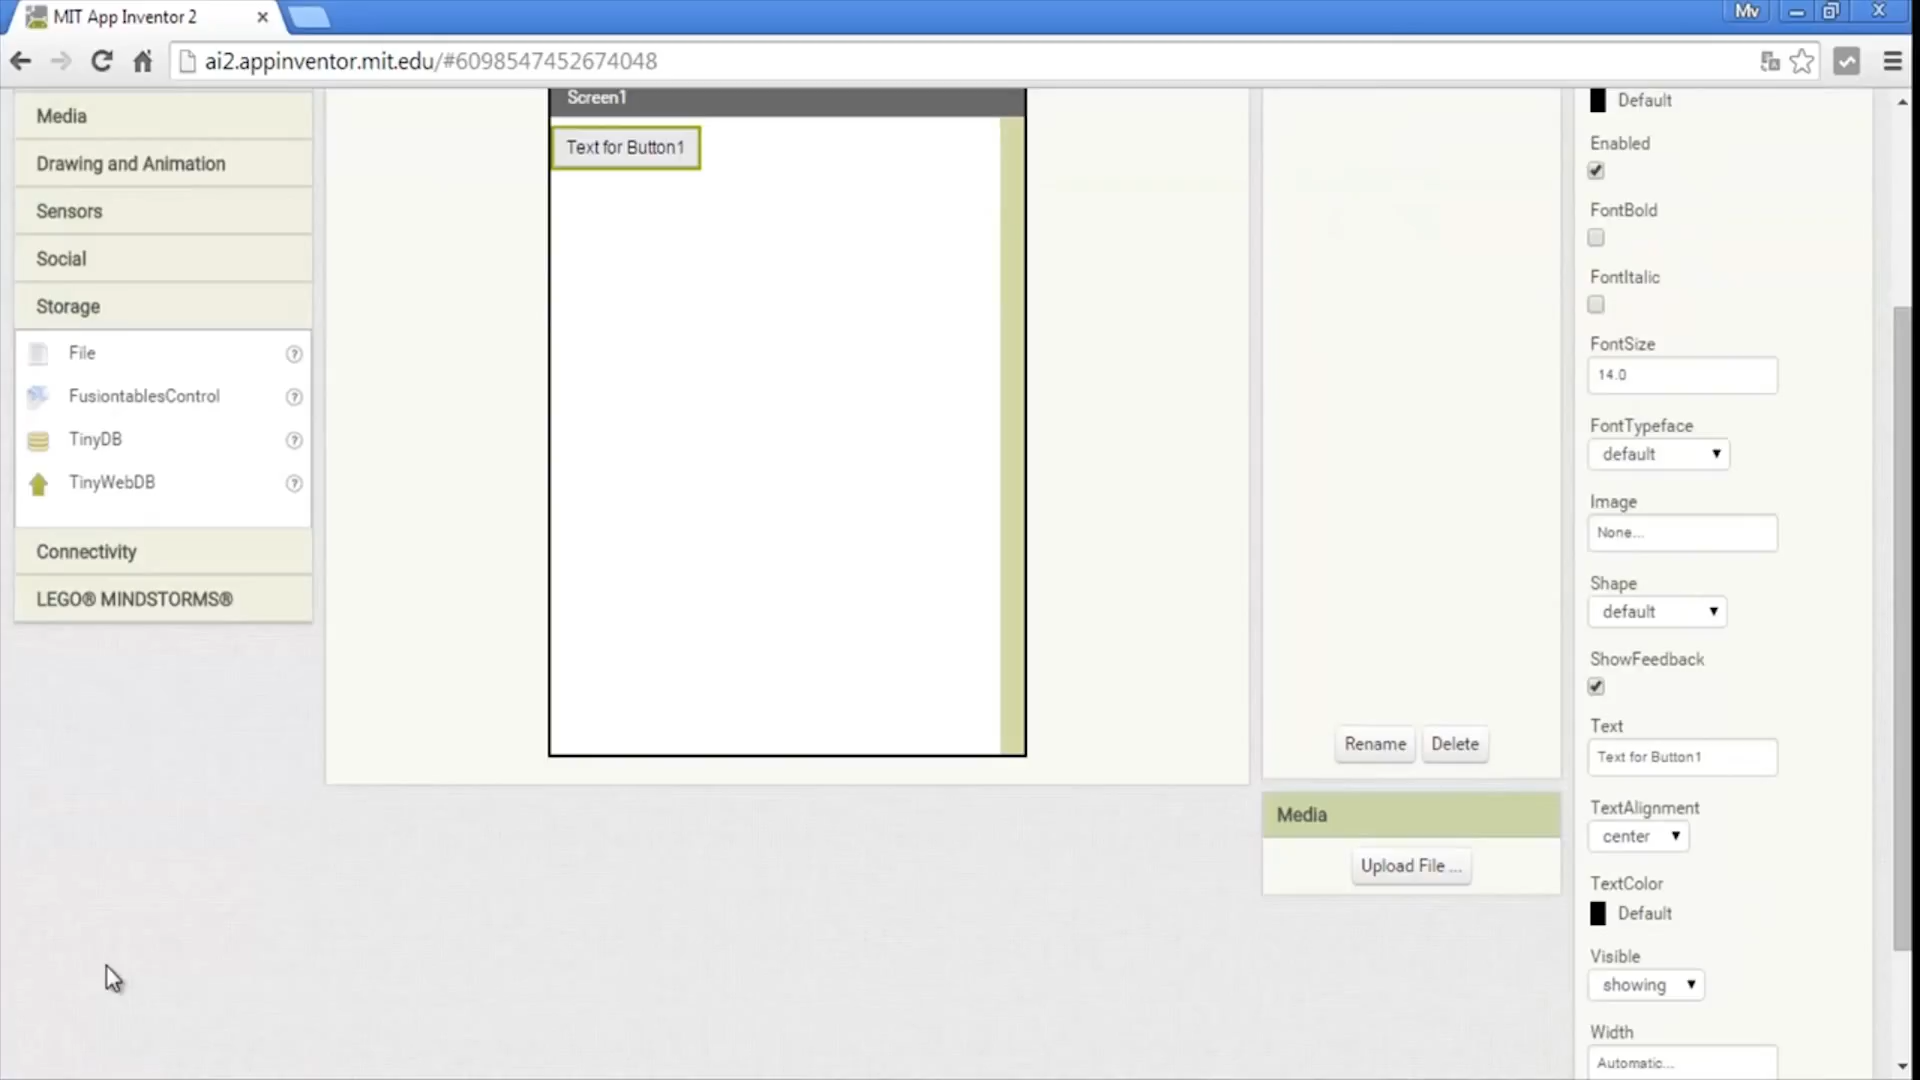 MIT App Inventor 2
Mv
ai2.appinventor.mit.edu/#6098547452674048
Media
Drawing and Animation
Sensors
Social
Storage
File
FusiontablesControl
TinyDB
TinyWebDB
Connectivity
LEGO® MINDSTORMS®
Screen1
Text for Button1
Rename
Delete
Media
Upload File ...
Default
Enabled
FontBold
FontItalic
FontSize
14.0
FontTypeface
default
Image
None...
Shape
default
ShowFeedback
Text
Text for Button1
TextAlignment
center
TextColor
Default
Visible
showing
Width
Automatic...